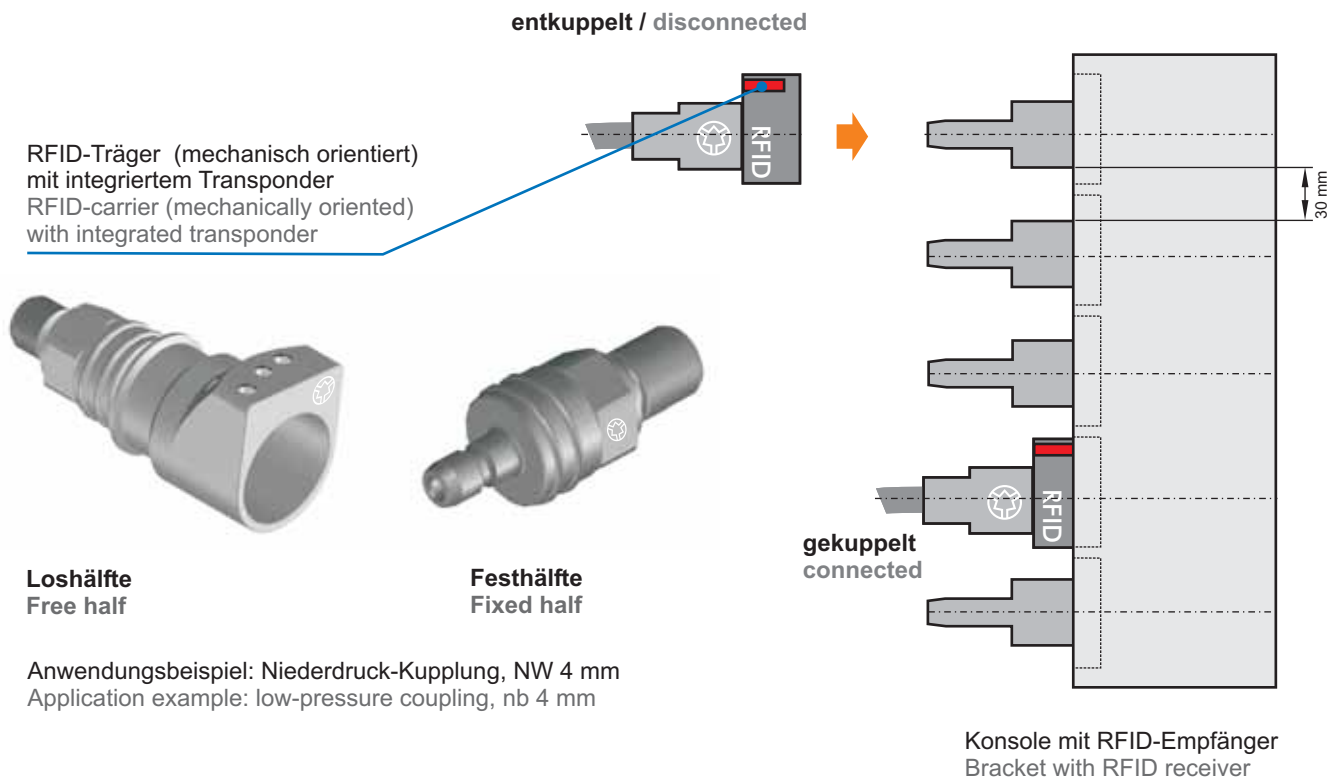 entkuppelt / disconnected
RFID
RFID-Träger (mechanisch orientiert)
mit integriertem Transponder
RFID-carrier (mechanically oriented)
with integrated transponder
30 mm
RFID
gekuppelt
connected
Loshälfte
Free half
Festhälfte
Fixed half
Anwendungsbeispiel: Niederdruck-Kupplung, NW 4 mm
Application example: low-pressure coupling, nb 4 mm
Konsole mit RFID-Empfänger
Bracket with RFID receiver